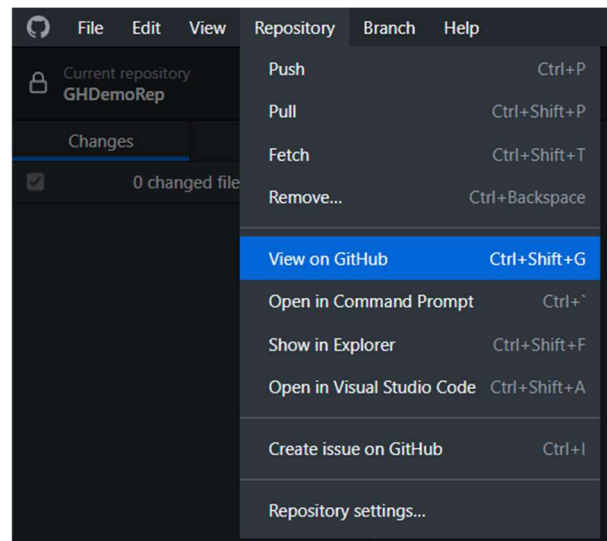 File Edit View Repository Branch Help
Current repository
GHDemoRep
Changes
0 changed file
Push Ctrl+P
Pull Ctrl+Shift+P
Fetch Ctrl+Shift+T
Remove... Ctrl+Backspace
View on GitHub Ctrl+Shift+G
Open in Command Prompt Ctrl+`
Show in Explorer Ctrl+Shift+F
Open in Visual Studio Code Ctrl+Shift+A
Create issue on GitHub Ctrl+I
Repository settings...